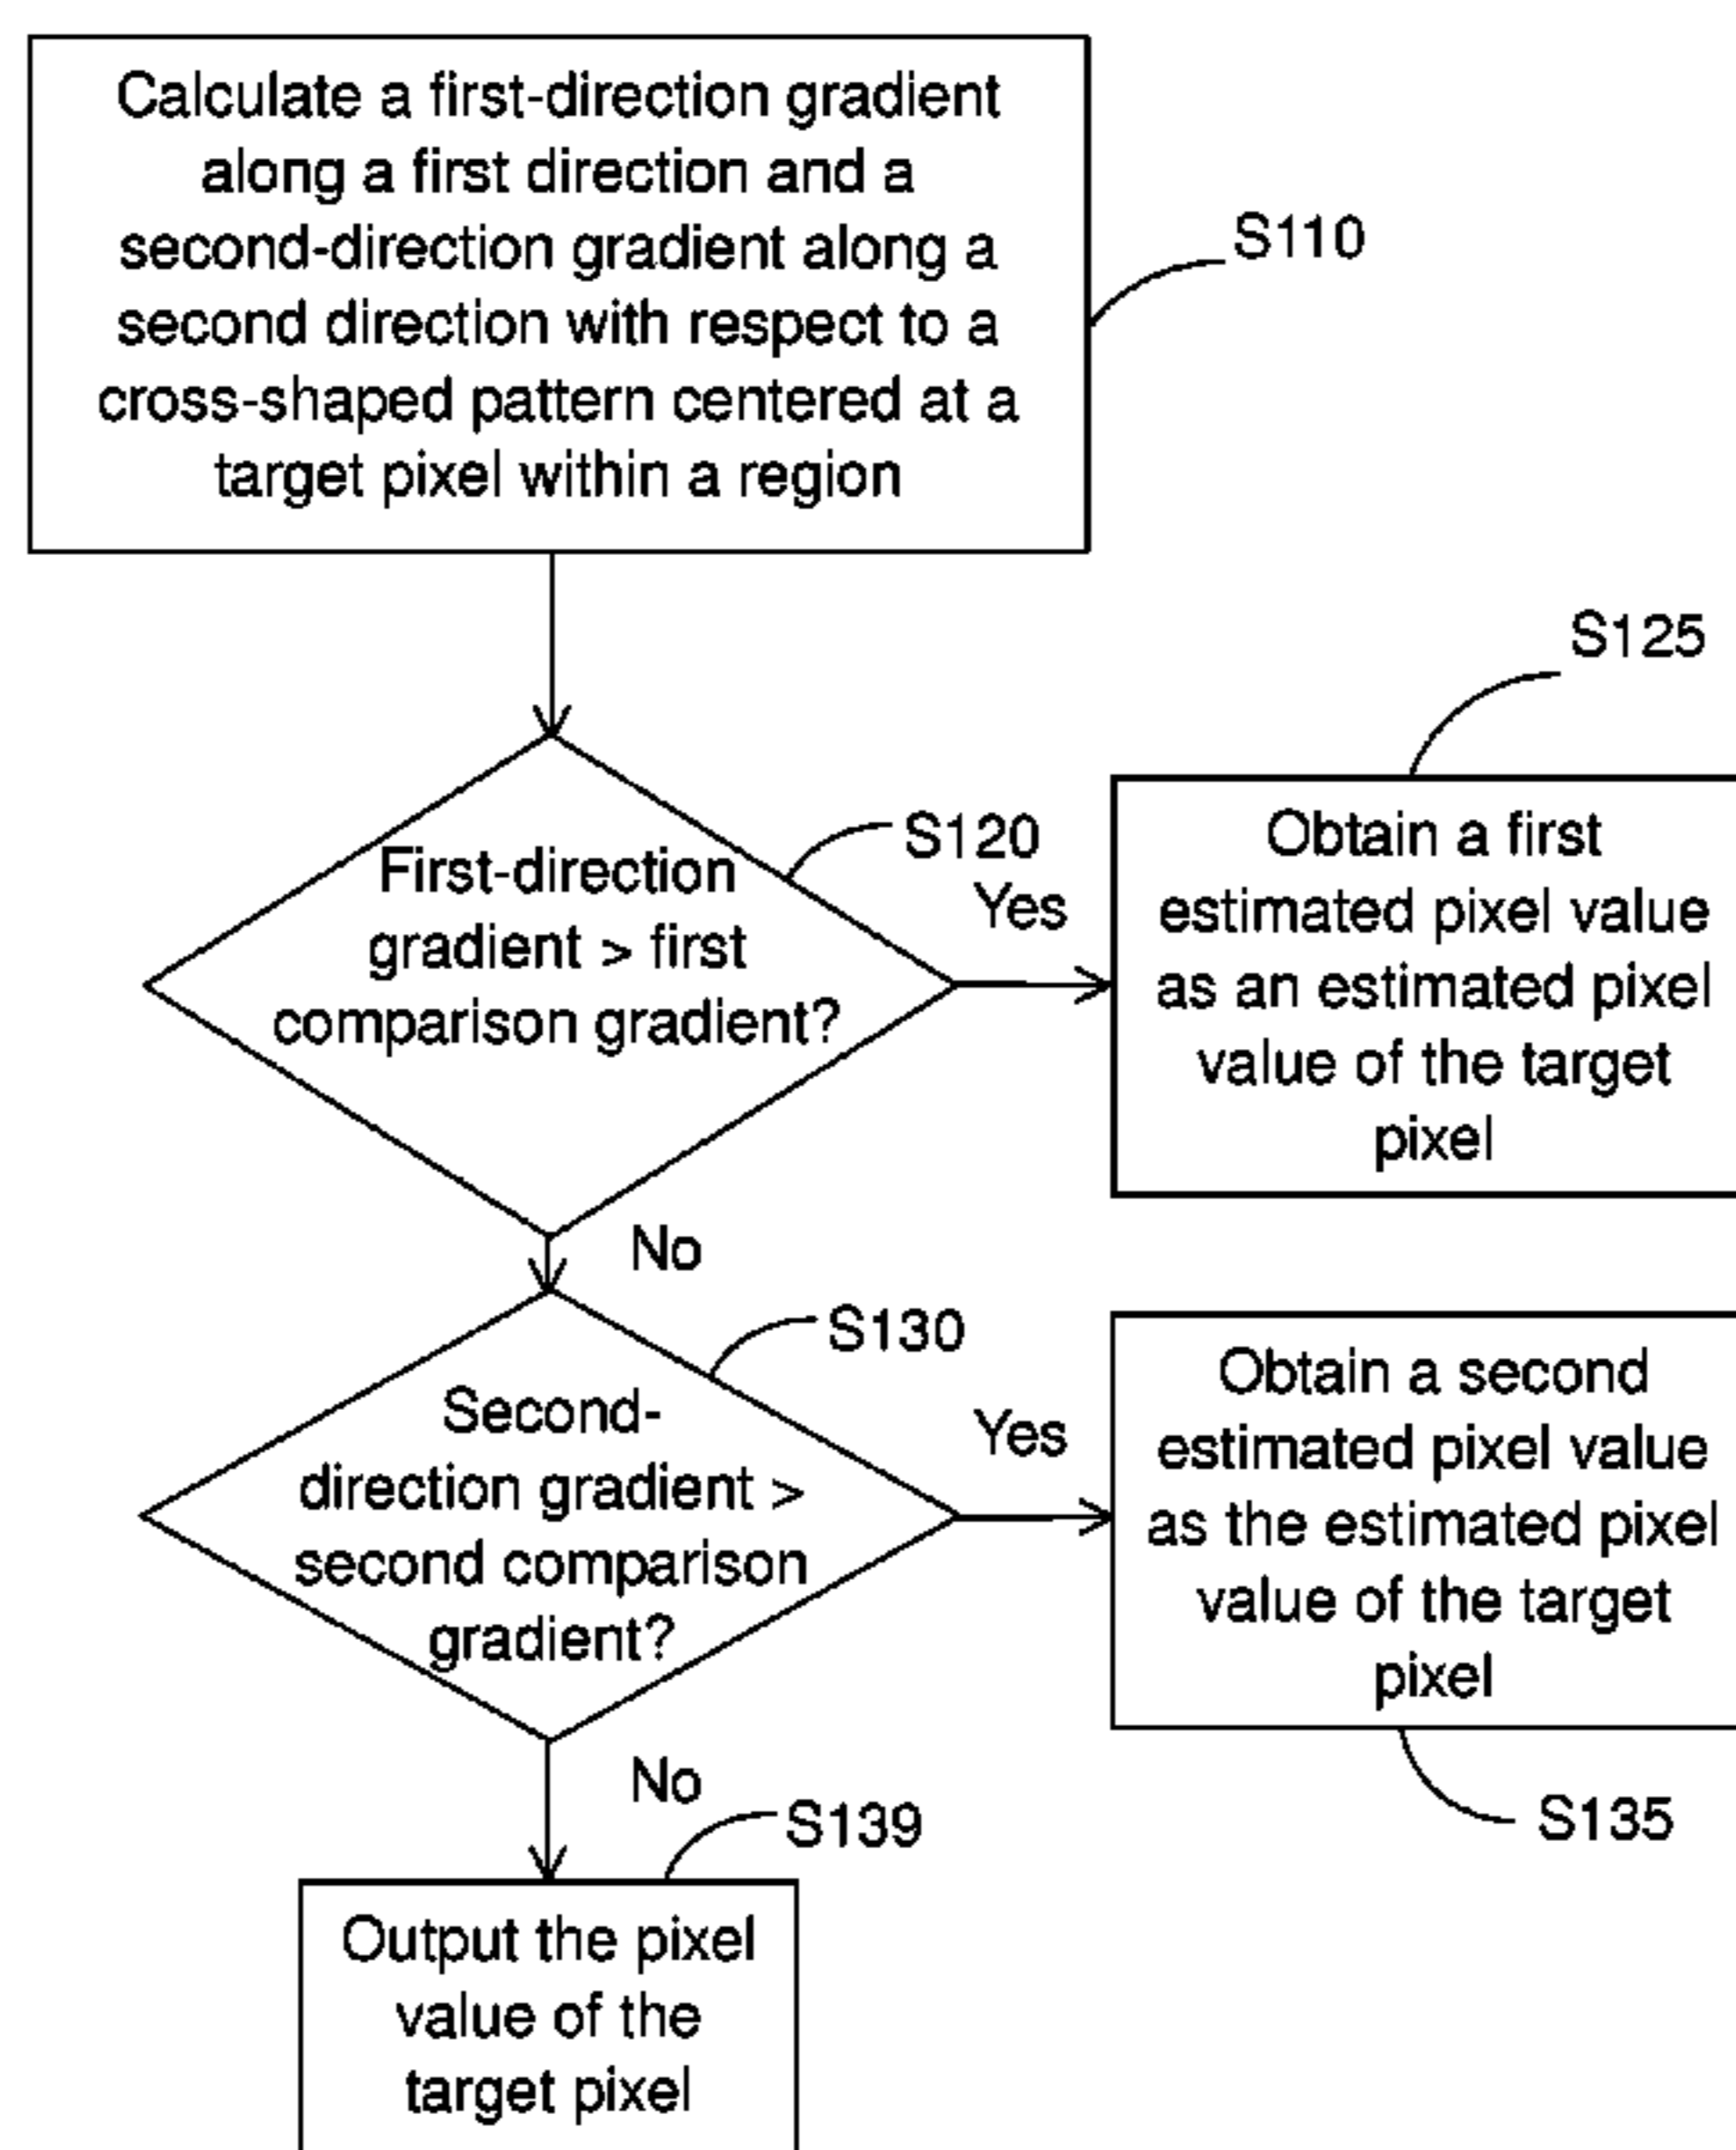 Calculate a first-direction gradient
along a first direction and a
second-direction gradient along a
second direction with respect to a
cross-shaped pattern centered at a
target pixel within a region
S110
S125
S120
First-direction
gradient > first
comparison gradient?
Yes
Obtain a first
estimated pixel value
as an estimated pixel
value of the target
pixel
No
S130
Second-
direction gradient >
second comparison
gradient?
Yes
Obtain a second
estimated pixel value
as the estimated pixel
value of the target
pixel
S135
No
S139
Output the pixel
value of the
target pixel